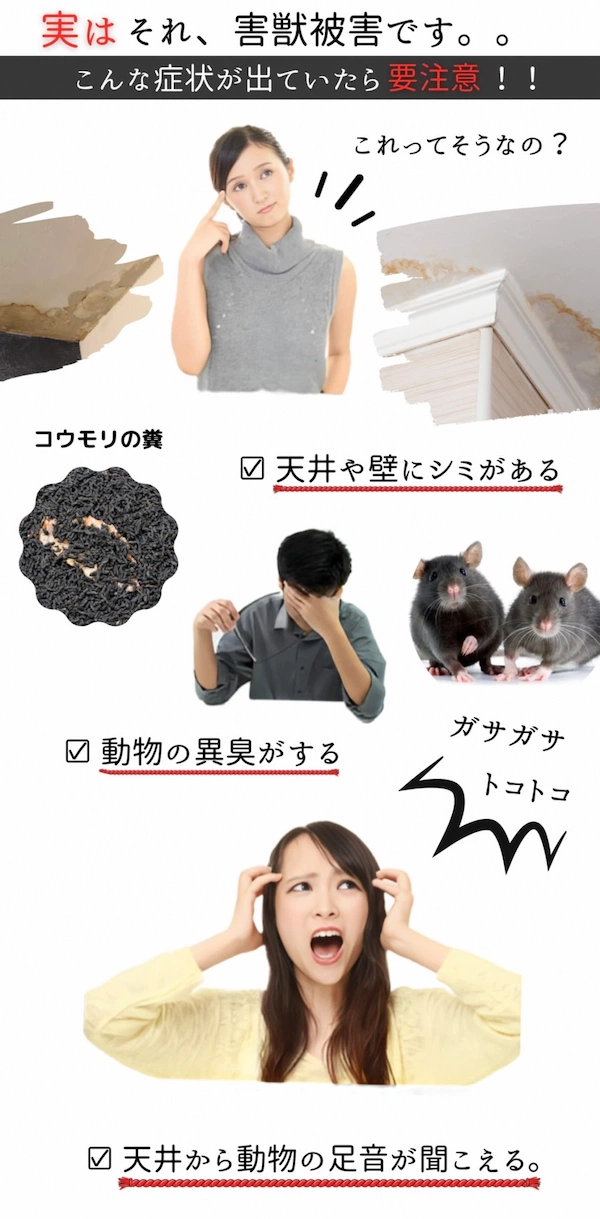 実は それ、害獣被害です。。
こんな症状が出ていたら 要注意 ！！
これってそうなの？
コウモリの糞
☑ 天井や壁にシミがある
☑ 動物の異臭がする
ガサガサ
トコトコ
☑ 天井から動物の足音が聞こえる。